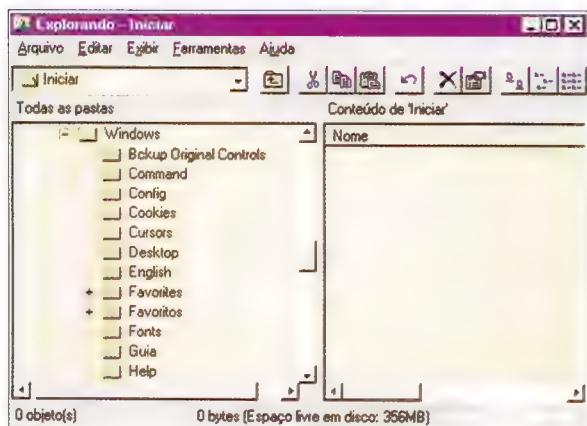 Explorando - Iniciar
Arquivo Editar Exibir Ferramentas Ajuda
Iniciar
Todas as pastas
Conteúdo de 'Iniciar'
Nome
Windows
Bckup Original Controls
Command
Config
Cookies
Cursors
Desktop
English
Favorites
Favoritos
Fonts
Guia
Help
0 objeto(s)
0 bytes (Espaço livre em disco: 356MB)